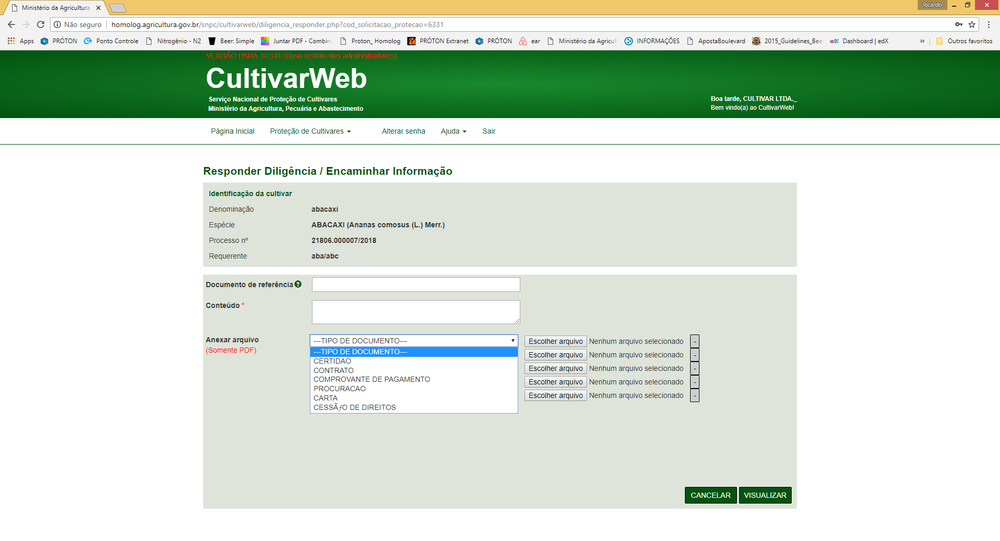 Ministério da Agricultura,
Ricardo
Não seguro
homolog.agricultura.gov.br/snpc/cultivarweb/diligencia_responder.php?cod_solicitacao_protecao=6331
Apps PRÓTON Ponto Controle Nitrogênio - N2 Beer: Simple Juntar PDF - Combina Proton_ Homolog PRÓTON Extranet PRÓTON ear Ministério da Agricult INFORMAÇÕES ApostaBoulevard 2015_Guidelines_Bee edX Dashboard | edX » Outros favoritos
VERSÃO PARA TESTES(uso restrito dos administradores)
CultivarWeb
Serviço Nacional de Proteção de Cultivares
Ministério da Agricultura, Pecuária e Abastecimento
Boa tarde, CULTIVAR LTDA._
Bem vindo(a) ao CultivarWeb!
Página Inicial Proteção de Cultivares Alterar senha Ajuda Sair
Responder Diligência / Encaminhar Informação
Identificação da cultivar
Denominação abacaxi
Espécie ABACAXI (Ananas comosus (L.) Merr.)
Processo nº 21806.000007/2018
Requerente aba/abc
Documento de referência ?
Conteúdo *
Anexar arquivo
(Somente PDF)
---TIPO DE DOCUMENTO---
---TIPO DE DOCUMENTO---
CERTIDAO
CONTRATO
COMPROVANTE DE PAGAMENTO
PROCURACAO
CARTA
CESSÃƒO DE DIREITOS
Escolher arquivo Nenhum arquivo selecionado -
Escolher arquivo Nenhum arquivo selecionado -
Escolher arquivo Nenhum arquivo selecionado -
Escolher arquivo Nenhum arquivo selecionado -
Escolher arquivo Nenhum arquivo selecionado -
CANCELAR VISUALIZAR